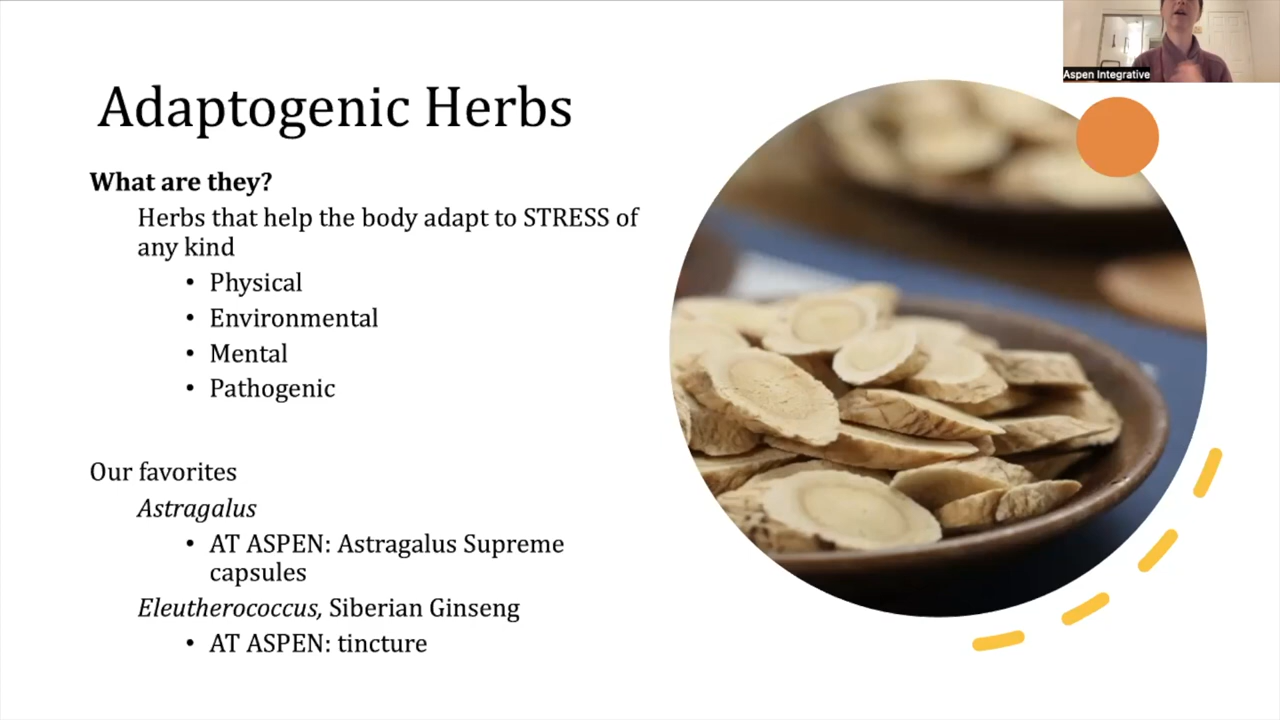 Aspen Integrative
Adaptogenic Herbs
What are they?
Herbs that help the body adapt to STRESS of
any kind
• Physical
• Environmental
• Mental
• Pathogenic
Our favorites
Astragalus
• AT ASPEN: Astragalus Supreme
capsules
Eleutherococcus, Siberian Ginseng
• AT ASPEN: tincture